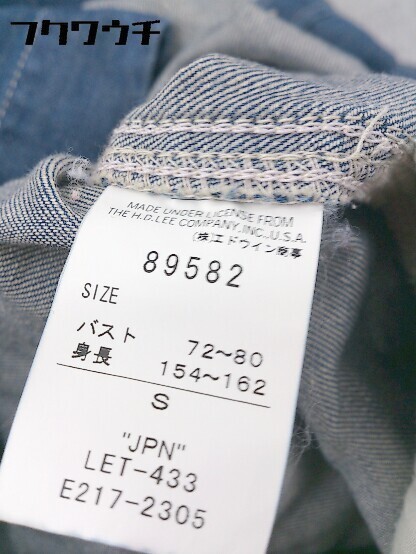 フクワウチ
MADE UNDER LICENSE FROM
THE H.D.LEE COMPANY,INC.,U.S.A.
(株)エドウイン商事
89582
SIZE
バスト 72~80
身長 154~162
S
"JPN"
LET-433
E217-2305